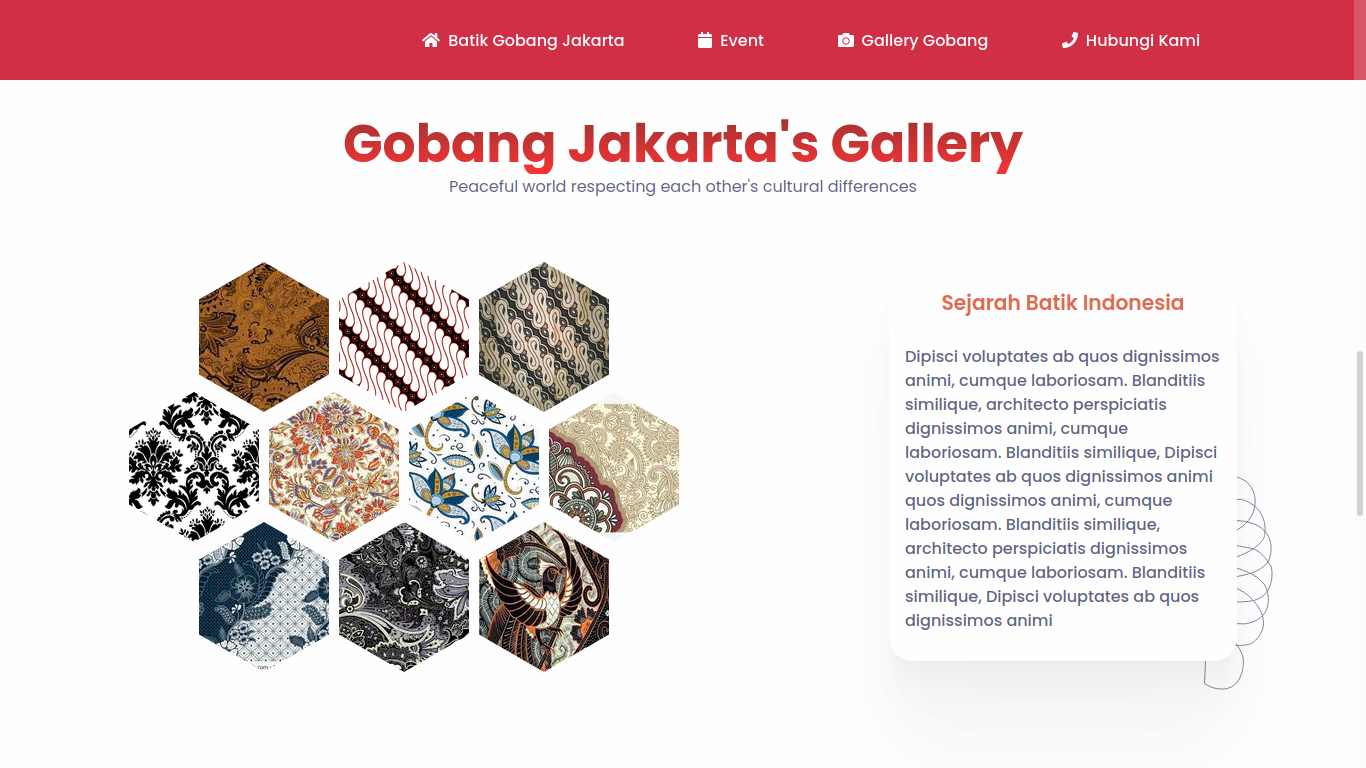 Batik Gobang Jakarta
Event
Gallery Gobang
Hubungi Kami
Gobang Jakarta's Gallery
Peaceful world respecting each other's cultural differences
Sejarah Batik Indonesia
Dipisci voluptates ab quos dignissimos
animi, cumque laboriosam. Blanditiis
similique, architecto perspiciatis
dignissimos animi, cumque
laboriosam. Blanditiis similique, Dipisci
voluptates ab quos dignissimos animi
quos dignissimos animi, cumque
laboriosam. Blanditiis similique,
architecto perspiciatis dignissimos
animi, cumque laboriosam. Blanditiis
similique, Dipisci voluptates ab quos
dignissimos animi